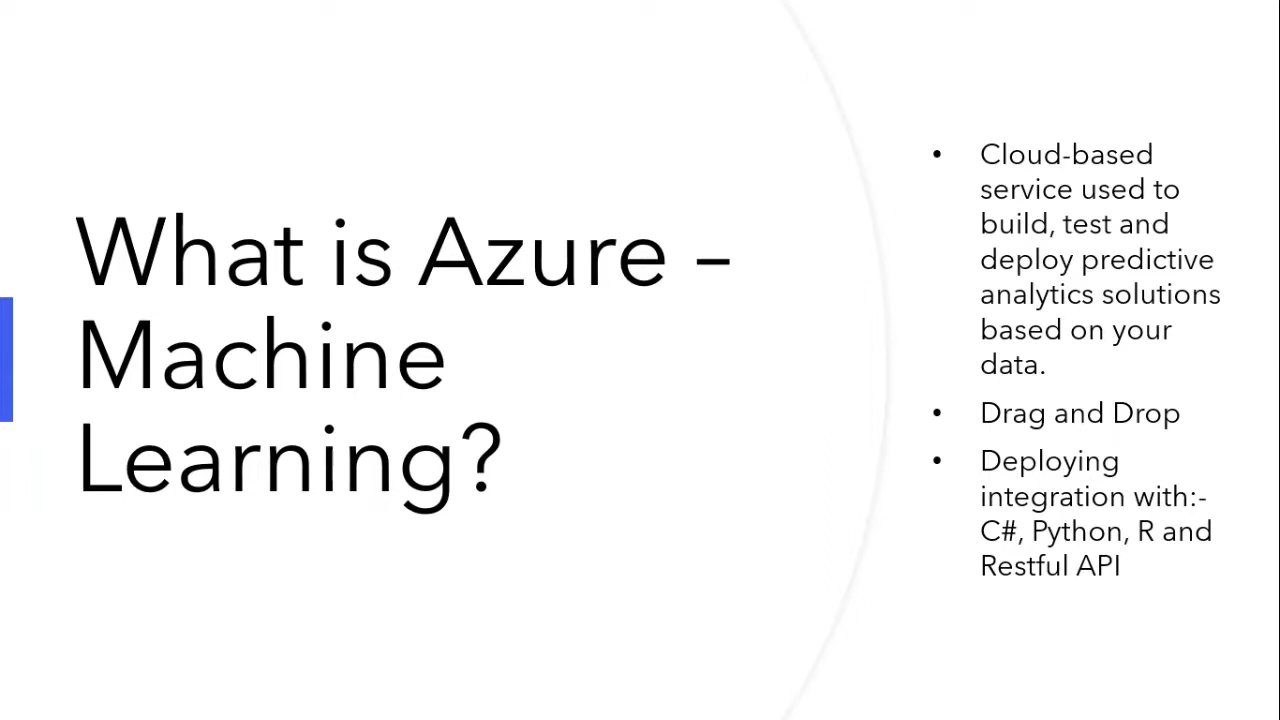 What is Azure –
Machine
Learning?
• Cloud-based
service used to
build, test and
deploy predictive
analytics solutions
based on your
data.
• Drag and Drop
• Deploying
integration with:-
C#, Python, R and
Restful API